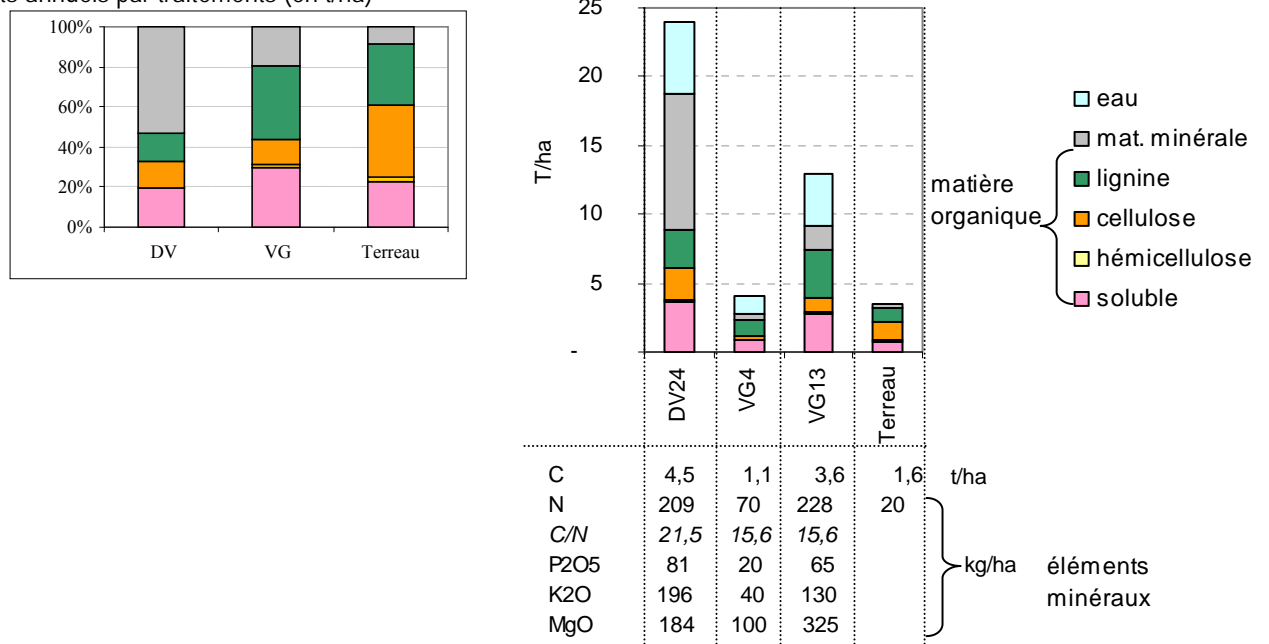 ts annuels par traitements (en t/ha)
100%
80%
60%
40%
20%
0%
DV VG Terreau
25
20
15
10
5
-
T/ha
DV24 VG4 VG13 Terreau
eau
mat. minérale
lignine
cellulose
hémicellulose
soluble
matière
organique
C 4,5 1,1 3,6 1,6 t/ha
N 209 70 228 20
C/N 21,5 15,6 15,6
P2O5 81 20 65
K2O 196 40 130
MgO 184 100 325
kg/ha
éléments
minéraux